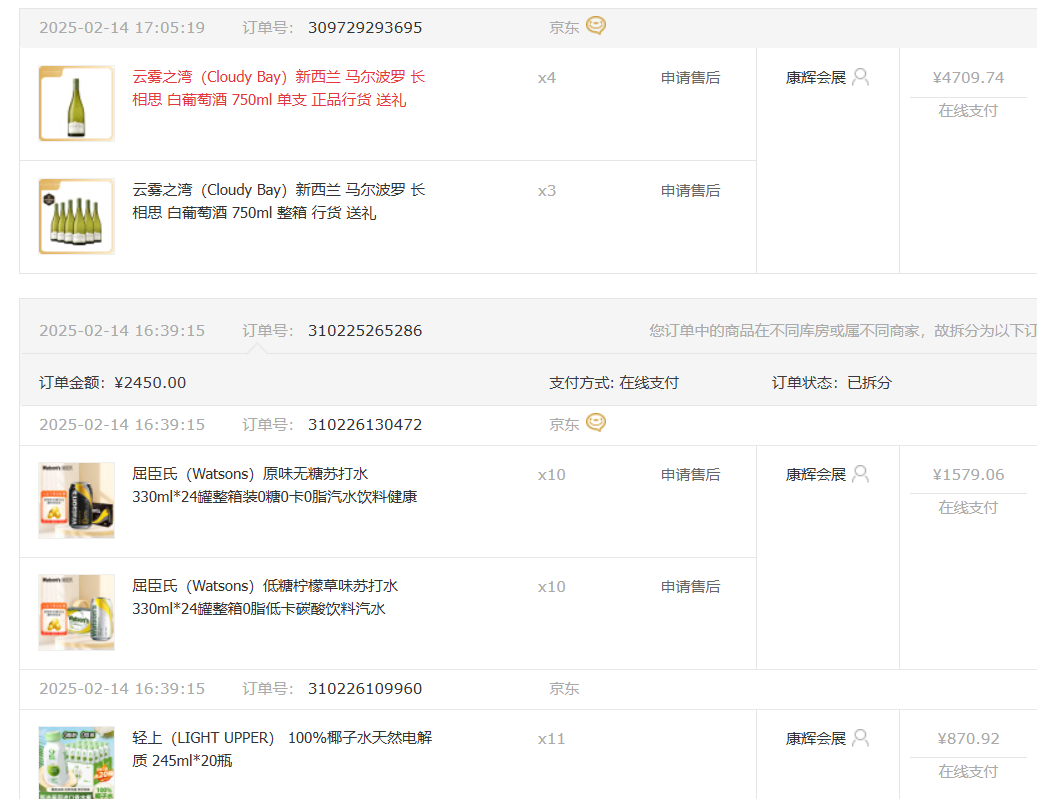 2025-02-14 17:05:19 订单号: 309729293695 京东
云雾之湾（Cloudy Bay）新西兰 马尔波罗 长 x4 申请售后 康辉会展 ¥4709.74
相思 白葡萄酒 750ml 单支 正品行货 送礼 在线支付
云雾之湾（Cloudy Bay）新西兰 马尔波罗 长 x3 申请售后
相思 白葡萄酒 750ml 整箱 行货 送礼
2025-02-14 16:39:15 订单号: 310225265286 您订单中的商品在不同库房或属不同商家，故拆分为以下订
订单金额：¥2450.00 支付方式: 在线支付 订单状态：已拆分
2025-02-14 16:39:15 订单号: 310226130472 京东
屈臣氏（Watsons）原味无糖苏打水 x10 申请售后 康辉会展 ¥1579.06
330ml*24罐整箱装0糖0卡0脂汽水饮料健康 在线支付
屈臣氏（Watsons）低糖柠檬草味苏打水 x10 申请售后
330ml*24罐整箱0脂低卡碳酸饮料汽水
2025-02-14 16:39:15 订单号: 310226109960 京东
轻上（LIGHT UPPER） 100%椰子水天然电解 x11 康辉会展 ¥870.92
质 245ml*20瓶 在线支付